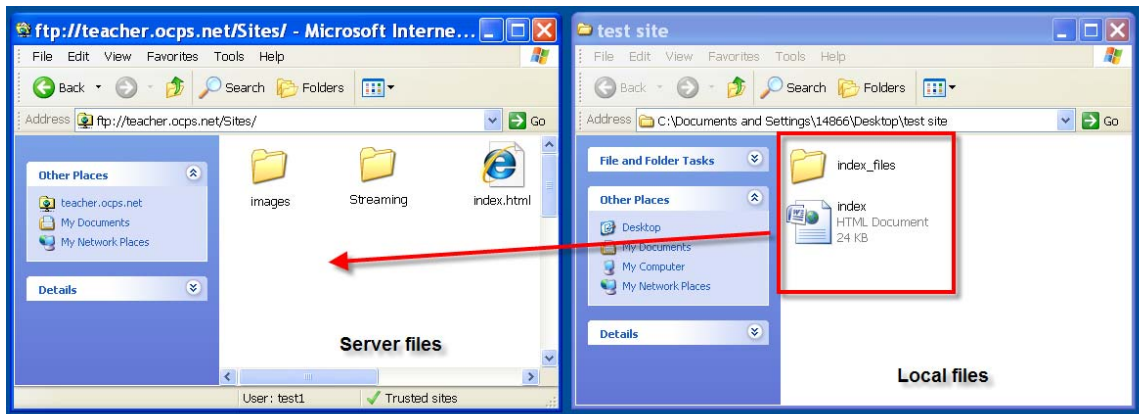 ftp://teacher.ocps.net/Sites/ - Microsoft Interne...
File Edit View Favorites Tools Help
Back Search Folders
Address ftp://teacher.ocps.net/Sites/ Go
Other Places
teacher.ocps.net
My Documents
My Network Places
Details
images
Streaming
index.html
Server files
User: test1 Trusted sites
test site
File Edit View Favorites Tools Help
Back Search Folders
Address C:\Documents and Settings\14866\Desktop\test site Go
File and Folder Tasks
Other Places
Desktop
My Documents
My Computer
My Network Places
Details
index_files
index
HTML Document
24 KB
Local files